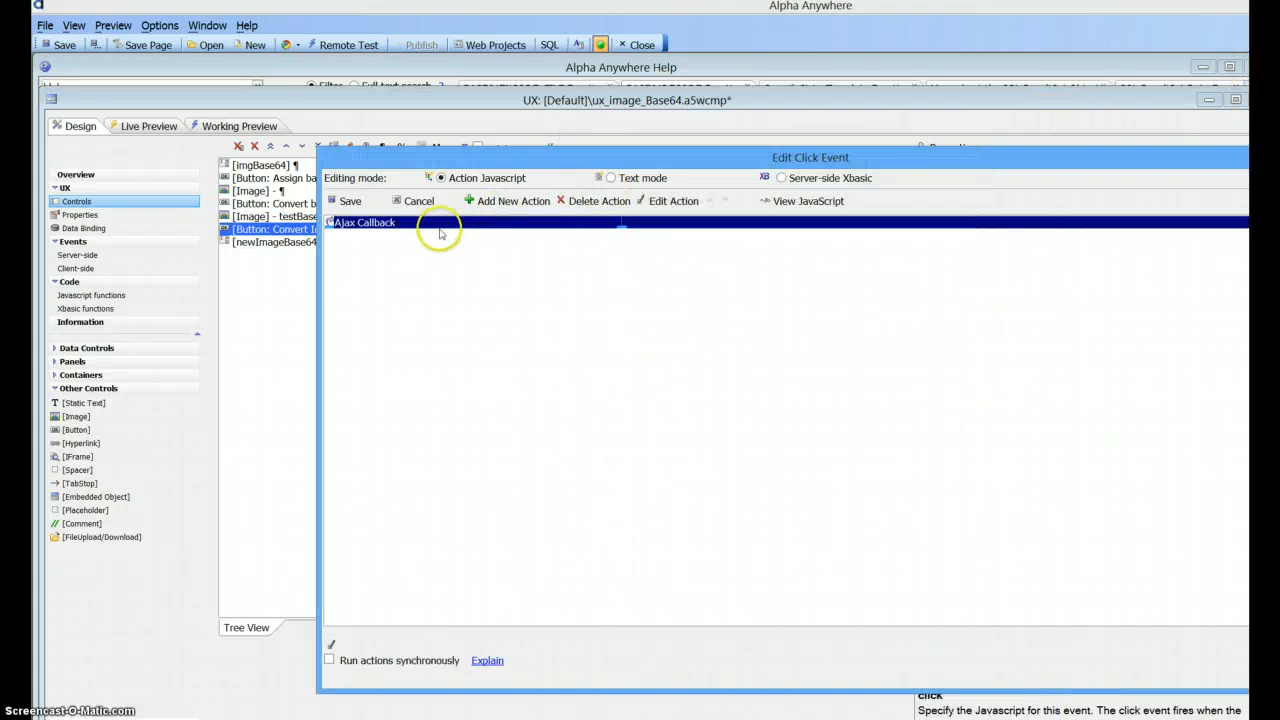 Alpha Anywhere
File View Preview Options Window Help
Save Save Page Open New Remote Test Publish Web Projects SQL Close
Alpha Anywhere Help
Filter Full text search ?
UX: [Default]\ux_image_Base64.a5wcmp*
Design Live Preview Working Preview
Edit Click Event
Overview
UX
Controls
Properties
Data Binding
Events
Server-side
Client-side
Code
Javascript functions
Xbasic functions
Information
Data Controls
Panels
Containers
Other Controls
[Static Text]
[Image]
[Button]
[Hyperlink]
[IFrame]
[Spacer]
[TabStop]
[Embedded Object]
[Placeholder]
[Comment]
[FileUpload/Download]
[imgBase64] ¶
[Button: Assign ba
[Image] - ¶
[Button: Convert b
[Image] - testBase
[Button: Convert I
[newImageBase64
Tree View
Editing mode: Action Javascript Text mode Server-side Xbasic
Save Cancel Add New Action Delete Action Edit Action View JavaScript
Ajax Callback
Run actions synchronously Explain
click
Specify the Javascript for this event. The click event fires when the
Screencast-O-Matic.com